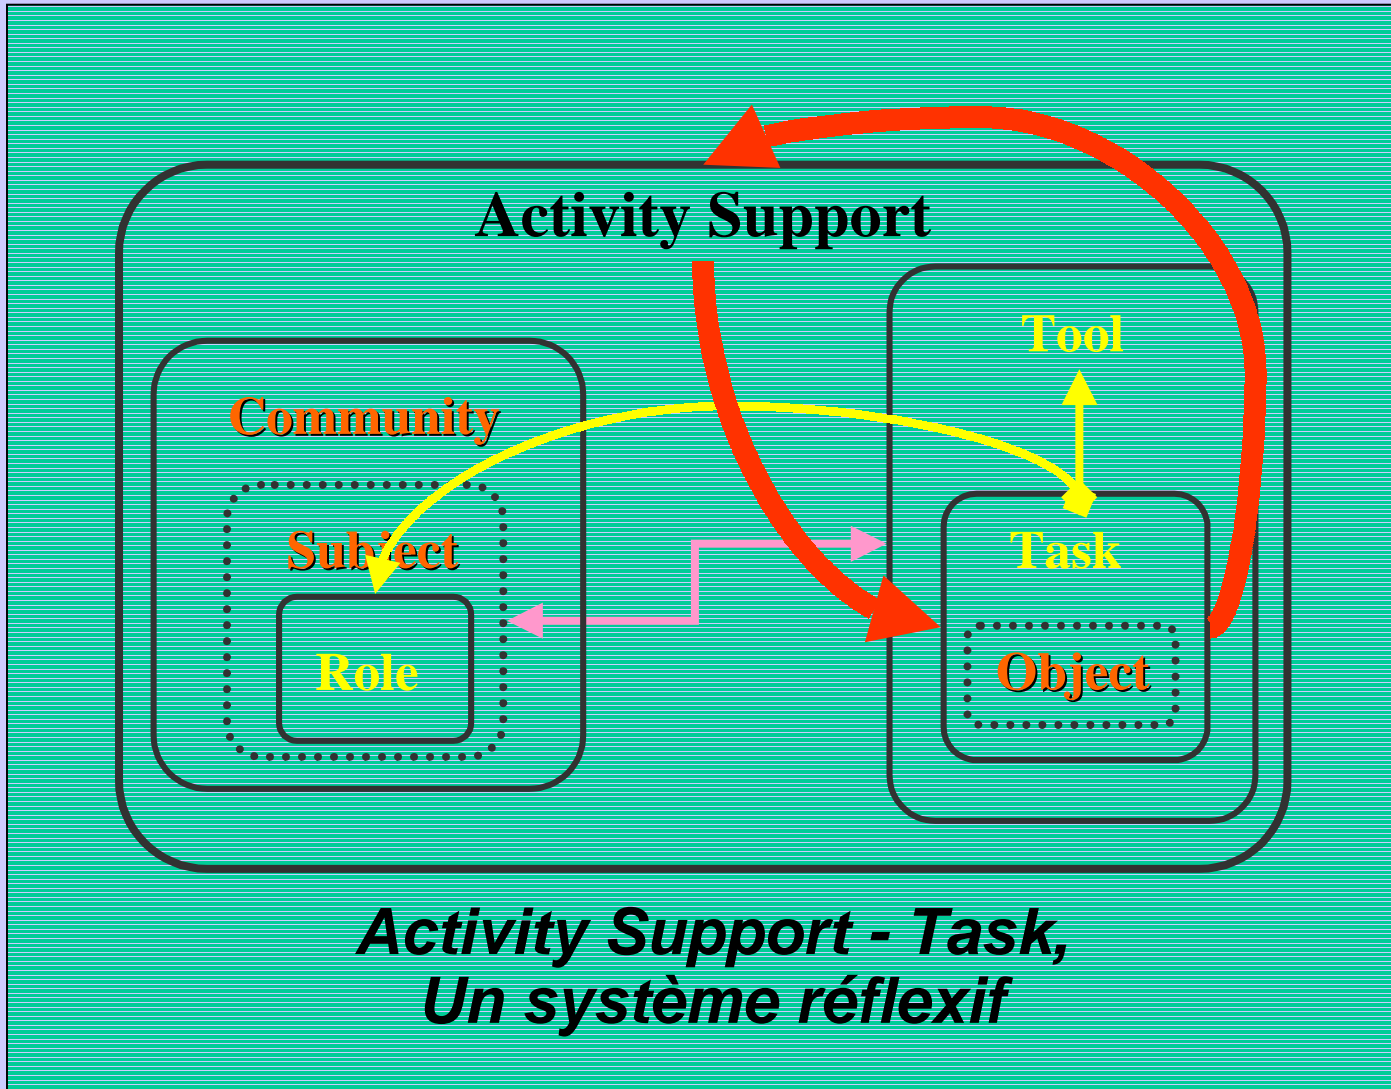 Activity Support
Tool
Community
Subject
Task
Role
Object
Activity Support - Task,
Un système réflexif